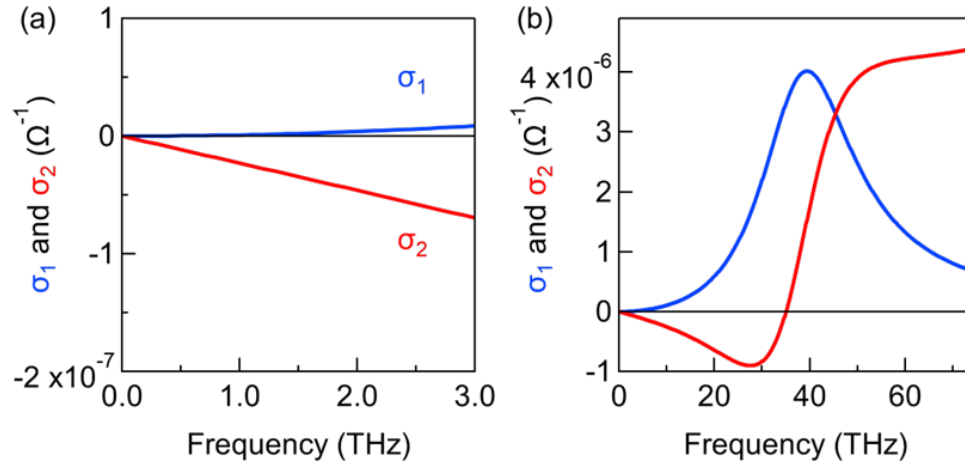 (a)
1
0
-1
-2 x10⁻⁷
σ₁ and σ₂ (Ω⁻¹)
σ₁
σ₂
0.0 1.0 2.0 3.0
Frequency (THz)
(b)
4 x10⁻⁶
3
2
1
0
-1
σ₁ and σ₂ (Ω⁻¹)
0 20 40 60
Frequency (THz)